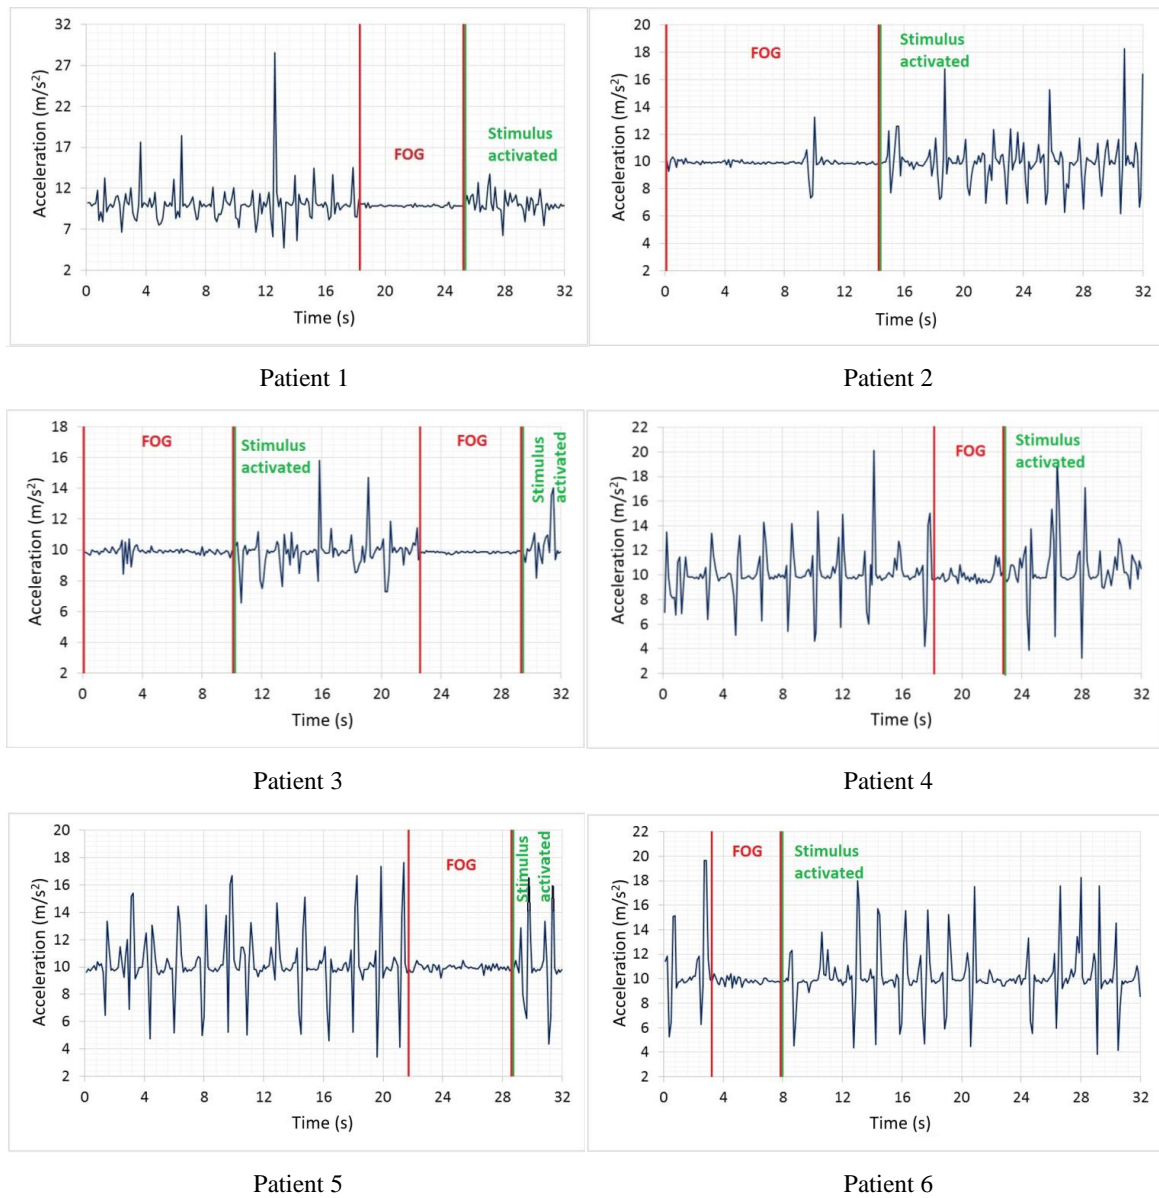 32
27
22
17
12
7
2
Acceleration (m/s²)
FOG
Stimulus
activated
0 4 8 12 16 20 24 28 32
Time (s)
Patient 1
20
18
16
14
12
10
8
6
4
2
Acceleration (m/s²)
FOG
Stimulus
activated
0 4 8 12 16 20 24 28 32
Time (s)
Patient 2
18
16
14
12
10
8
6
4
2
Acceleration (m/s²)
FOG
Stimulus
activated
FOG
Stimulus
activated
0 4 8 12 16 20 24 28 32
Time (s)
Patient 3
22
20
18
16
14
12
10
8
6
4
2
Acceleration (m/s²)
FOG
Stimulus
activated
0 4 8 12 16 20 24 28 32
Time (s)
Patient 4
20
18
16
14
12
10
8
6
4
2
Acceleration (m/s²)
FOG
Stimulus
activated
0 4 8 12 16 20 24 28 32
Time (s)
Patient 5
22
20
18
16
14
12
10
8
6
4
2
Acceleration (m/s²)
FOG
Stimulus
activated
0 4 8 12 16 20 24 28 32
Time (s)
Patient 6